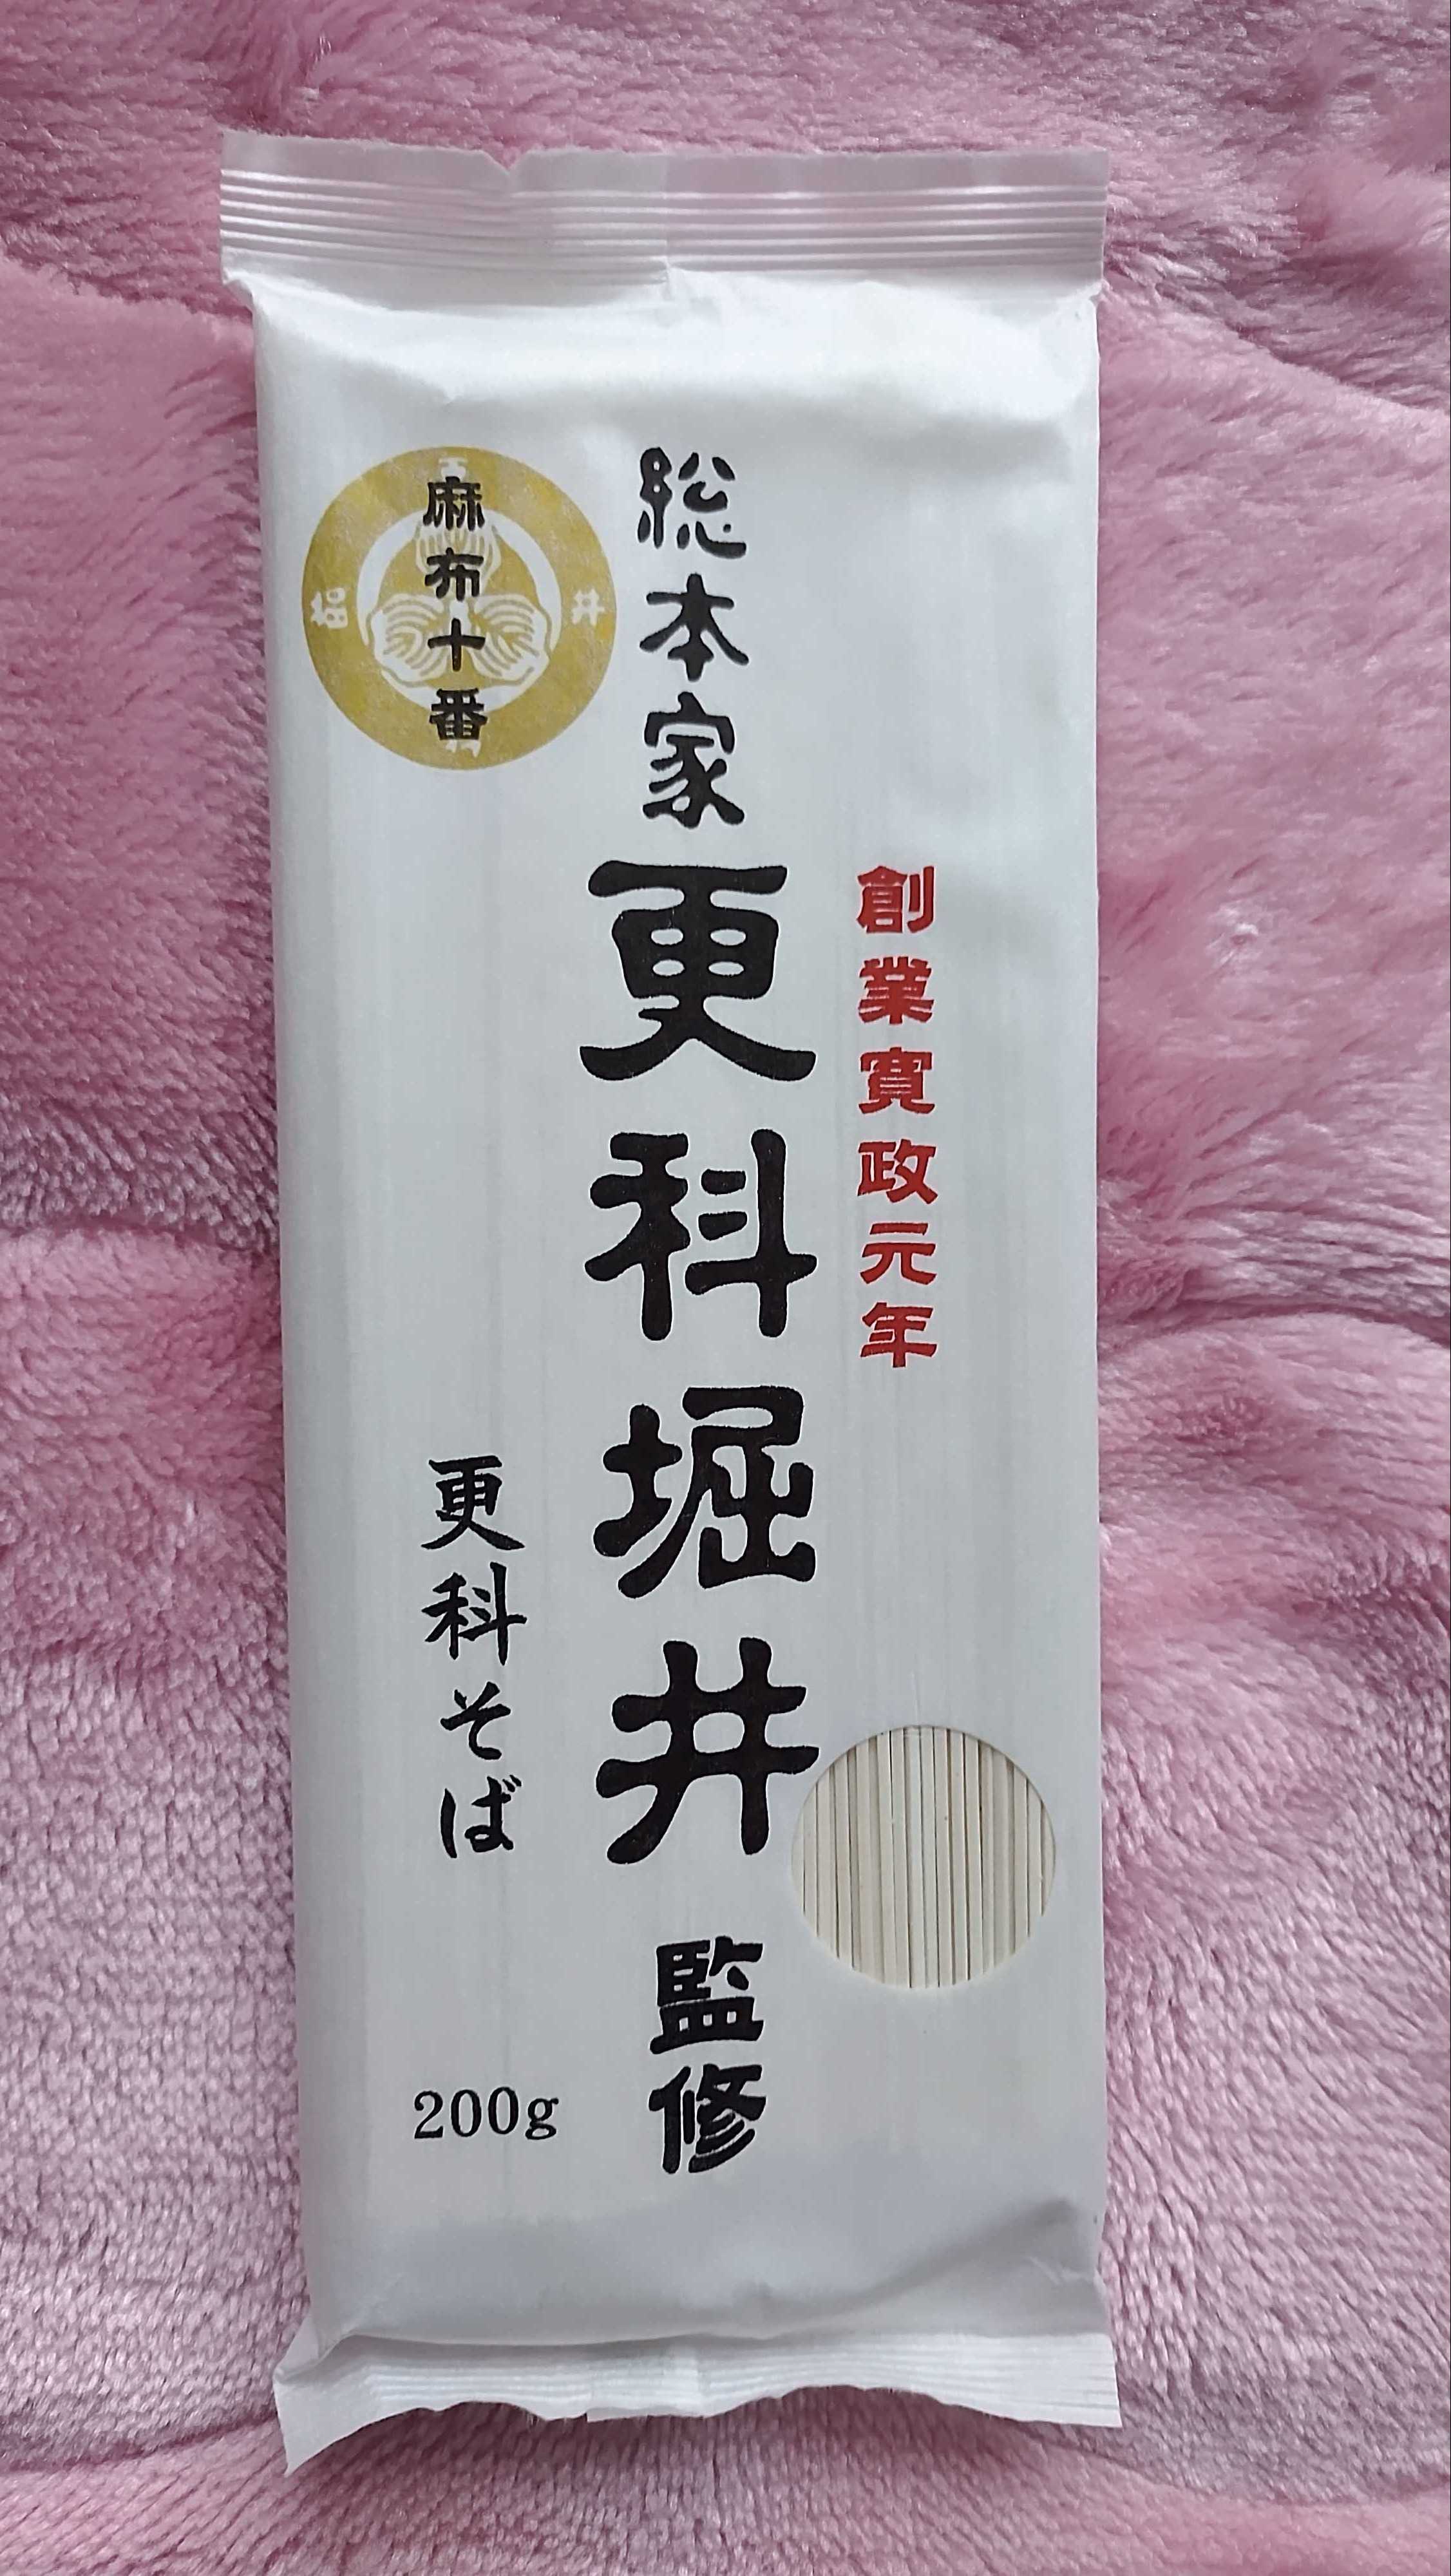 創業寛政元年
総本家更科堀井監修
麻布十番
更科そば
200g